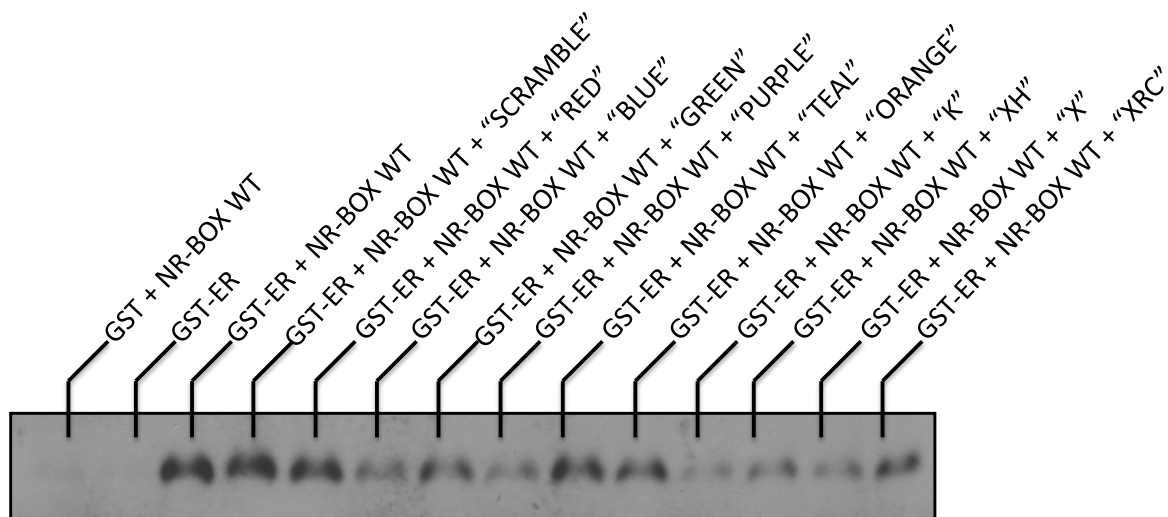 GST + NR-BOX WT
GST-ER
GST-ER + NR-BOX WT
GST-ER + NR-BOX WT + “SCRAMBLE”
GST-ER + NR-BOX WT + “RED”
GST-ER + NR-BOX WT + “BLUE”
GST-ER + NR-BOX WT + “GREEN”
GST-ER + NR-BOX WT + “PURPLE”
GST-ER + NR-BOX WT + “TEAL”
GST-ER + NR-BOX WT + “ORANGE”
GST-ER + NR-BOX WT + “K”
GST-ER + NR-BOX WT + “XH”
GST-ER + NR-BOX WT + “X”
GST-ER + NR-BOX WT + “XRC”